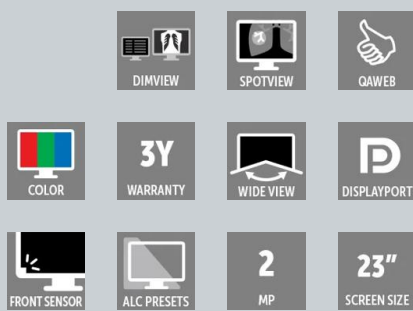 DIMVIEW
SPOTVIEW
QAWEB
COLOR
3Y
WARRANTY
WIDE VIEW
DISPLAYPORT
FRONT SENSOR
ALC PRESETS
2
MP
23"
SCREEN SIZE